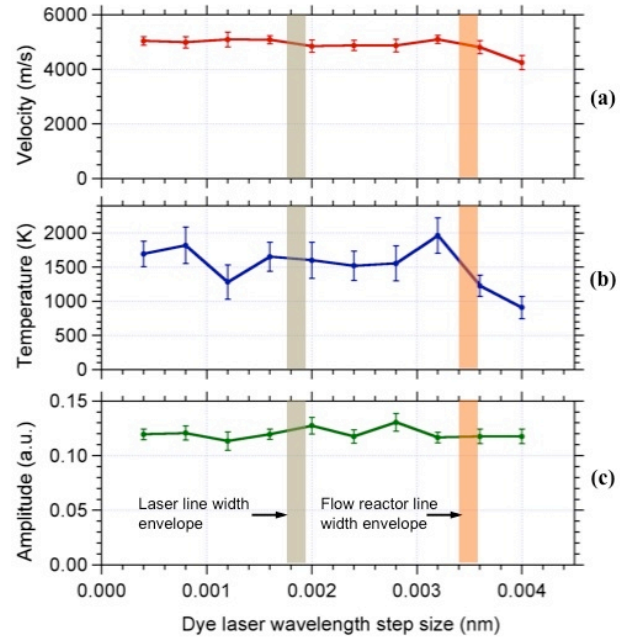 6000
4000
2000
0
Velocity (m/s)
(a)
2000
1500
1000
500
0
Temperature (K)
(b)
0.15
0.10
0.05
0.00
Amplitude (a.u.)
(c)
Laser line width
envelope
Flow reactor line
width envelope
0.000
0.001
0.002
0.003
0.004
Dye laser wavelength step size (nm)